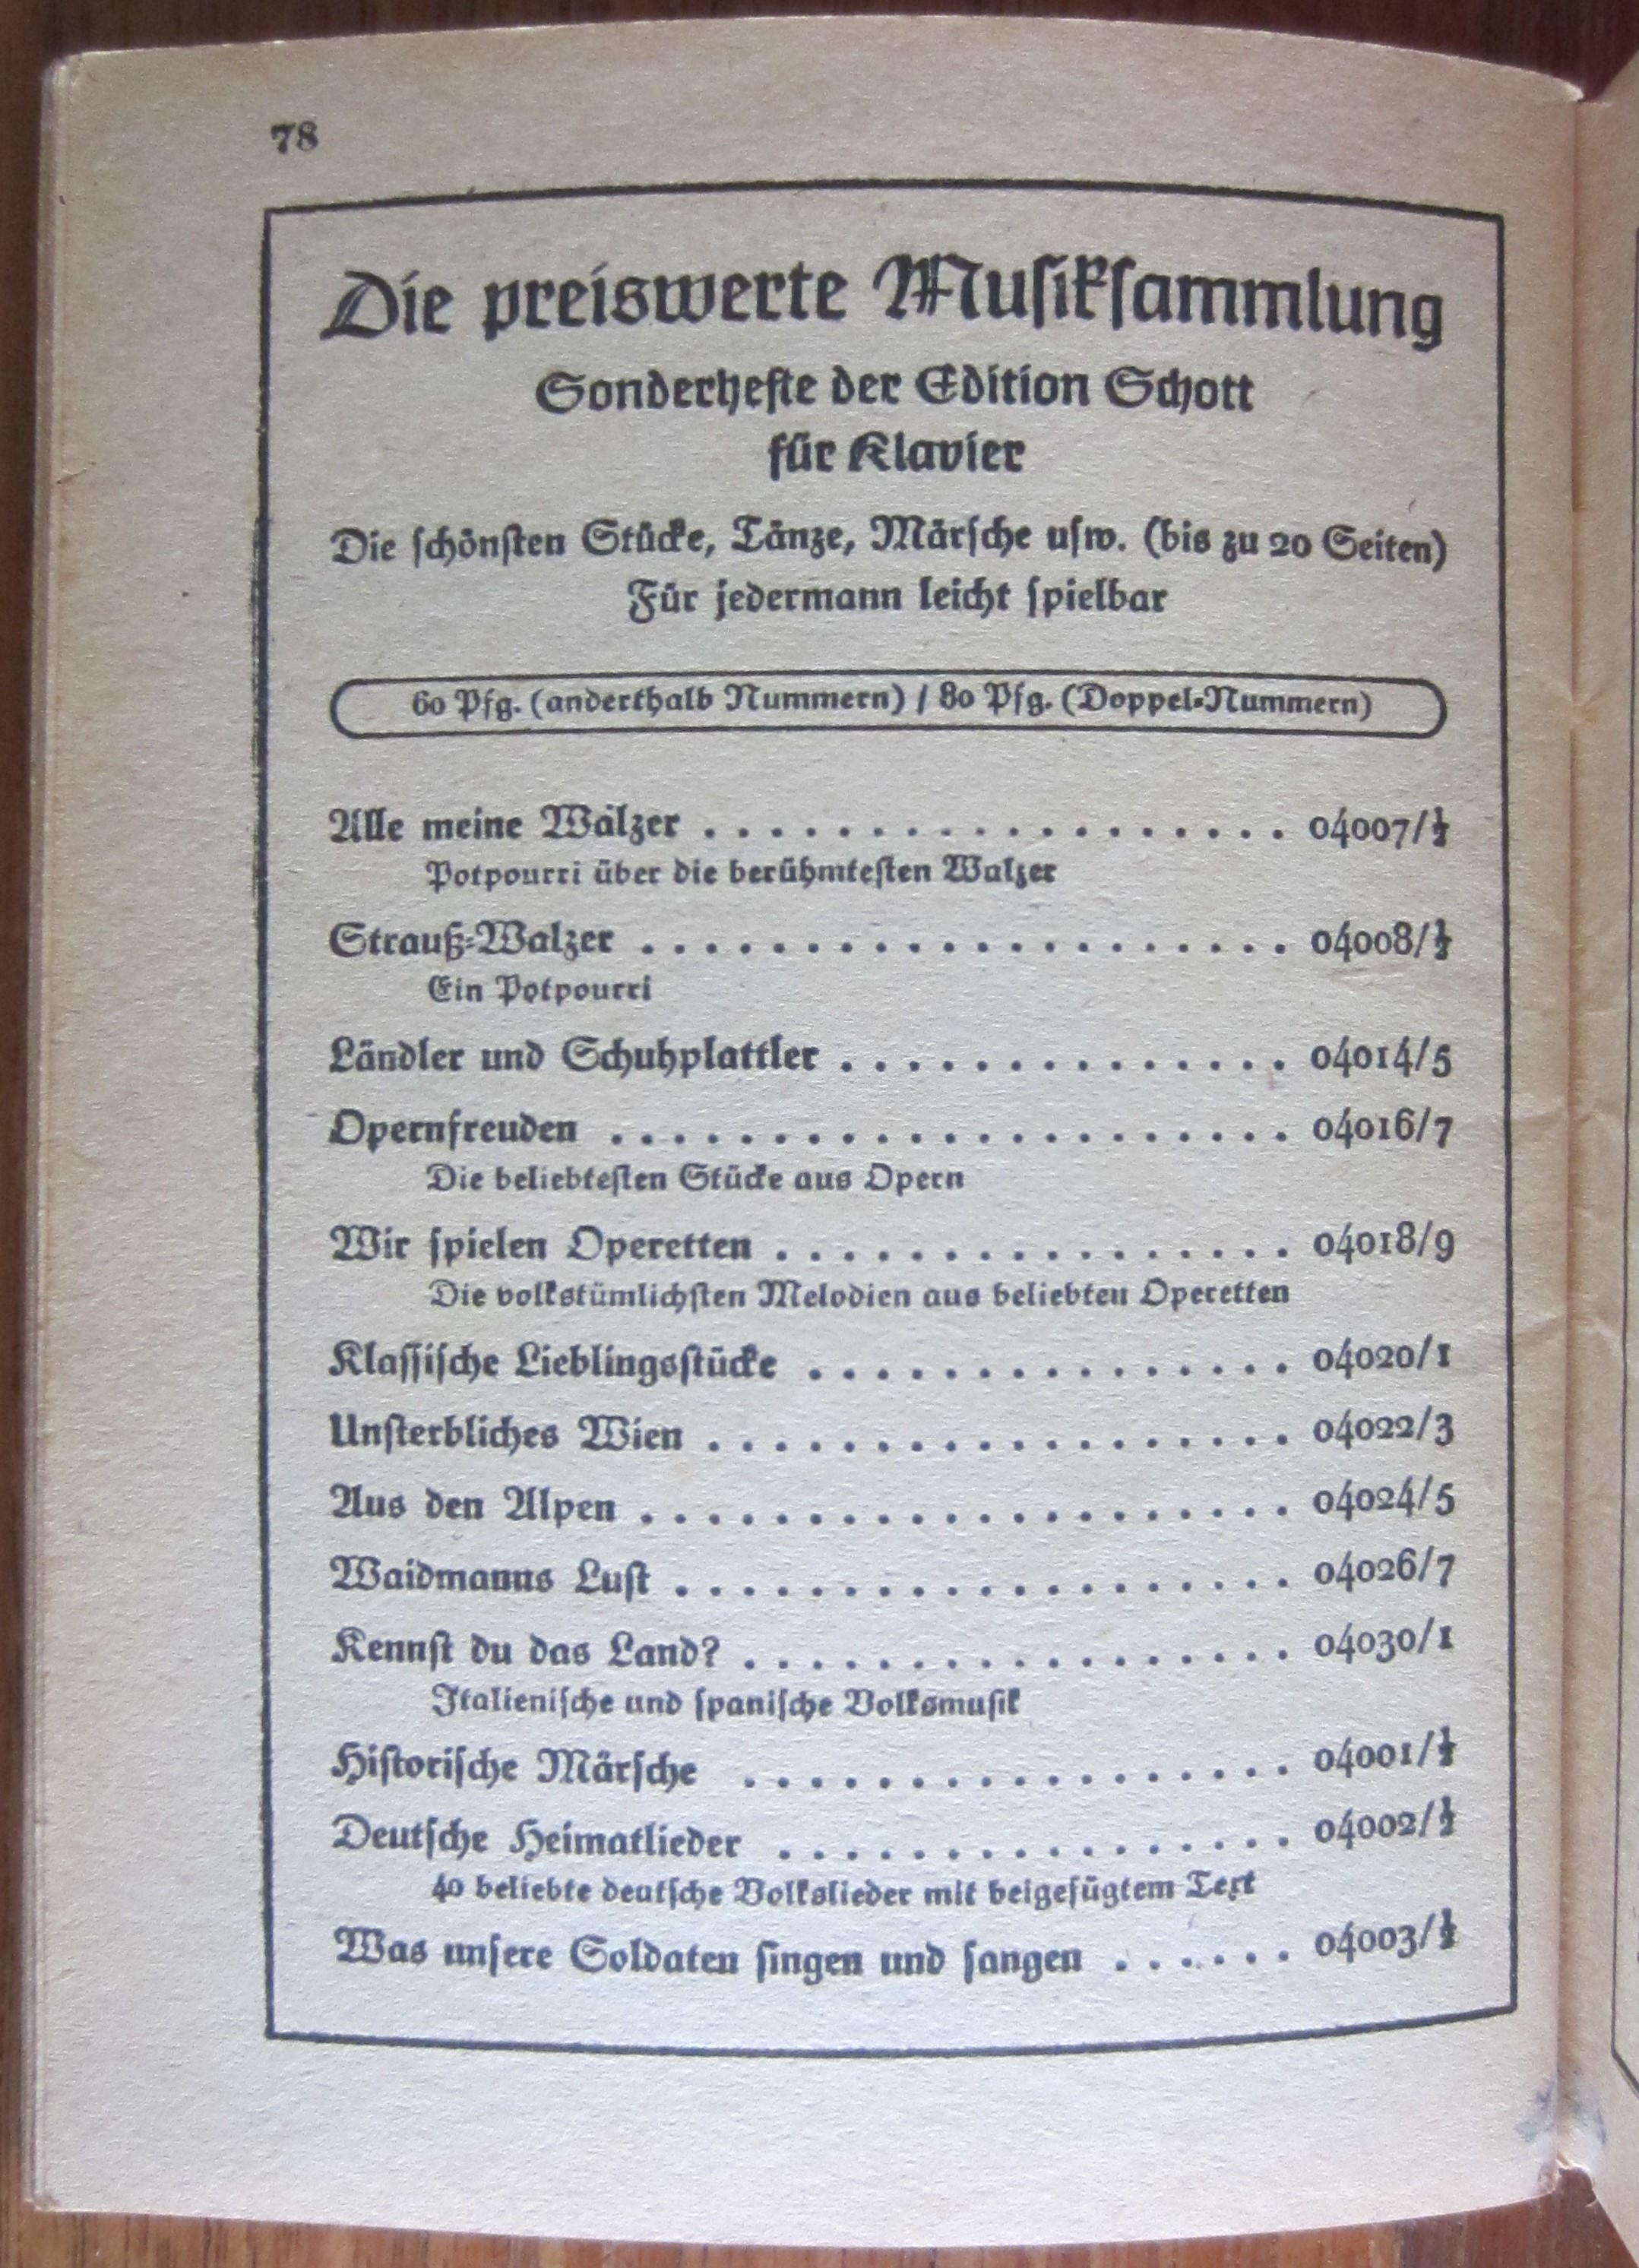 78
Die preiswerte Musiksammlung
Sonderhefte der Edition Schott
für Klavier
Die schönsten Stücke, Tänze, Märsche usw. (bis zu 20 Seiten)
Für jedermann leicht spielbar
60 Pfg. (anderthalb Nummern) / 80 Pfg. (Doppel-Nummern)
Alle meine Wälzer . . . . . . . . . . . . . . . . . . 04007/½
Potpourri über die berühmtesten Walzer
Strauß-Walzer . . . . . . . . . . . . . . . . . . . . 04008/½
Ein Potpourri
Ländler und Schuhplattler . . . . . . . . . . . . . . 04014/5
Opernfreuden . . . . . . . . . . . . . . . . . . . . . 04016/7
Die beliebtesten Stücke aus Opern
Wir spielen Operetten . . . . . . . . . . . . . . . . 04018/9
Die volkstümlichsten Melodien aus beliebten Operetten
Klassische Lieblingsstücke . . . . . . . . . . . . . . . 04020/1
Unsterbliches Wien . . . . . . . . . . . . . . . . . . 04022/3
Aus den Alpen . . . . . . . . . . . . . . . . . . . . 04024/5
Waidmanns Lust . . . . . . . . . . . . . . . . . . . 04026/7
Kennst du das Land? . . . . . . . . . . . . . . . . . 04030/1
Italienische und spanische Volksmusik
Historische Märsche . . . . . . . . . . . . . . . . . 04001/½
Deutsche Heimatlieder . . . . . . . . . . . . . . . . 04002/½
40 beliebte deutsche Volkslieder mit beigefügtem Text
Was unsere Soldaten singen und sangen . . . . . . 04003/½